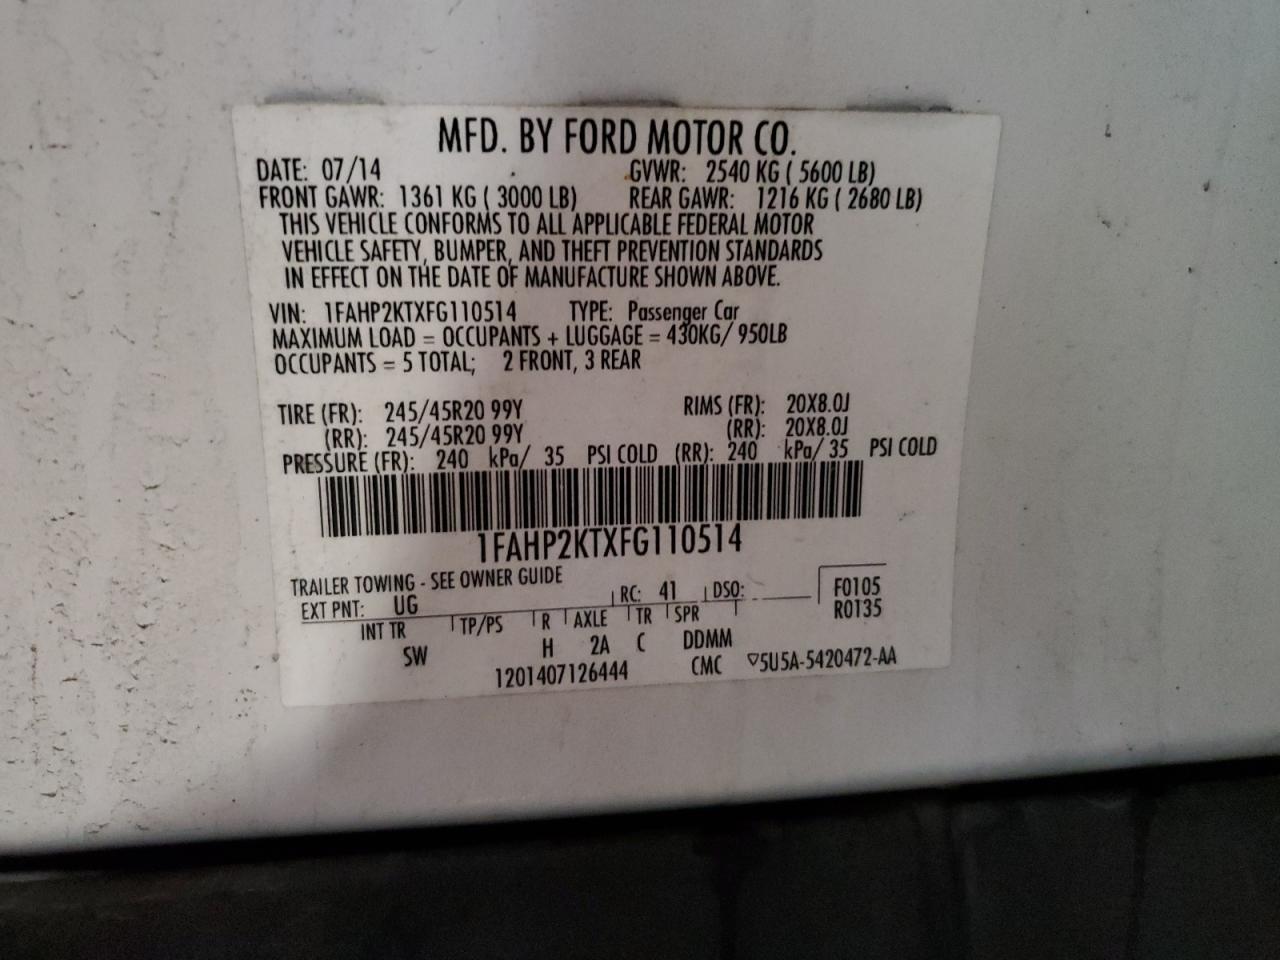 MFD. BY FORD MOTOR CO.
DATE: 07/14 GVWR: 2540 KG ( 5600 LB)
FRONT GAWR: 1361 KG ( 3000 LB) REAR GAWR: 1216 KG ( 2680 LB)
THIS VEHICLE CONFORMS TO ALL APPLICABLE FEDERAL MOTOR
VEHICLE SAFETY, BUMPER, AND THEFT PREVENTION STANDARDS
IN EFFECT ON THE DATE OF MANUFACTURE SHOWN ABOVE.
VIN: 1FAHP2KTXFG110514 TYPE: Passenger Car
MAXIMUM LOAD = OCCUPANTS + LUGGAGE = 430KG/ 950LB
OCCUPANTS = 5 TOTAL; 2 FRONT, 3 REAR
TIRE (FR): 245/45R20 99Y RIMS (FR): 20X8.0J
(RR): 245/45R20 99Y (RR): 20X8.0J
PRESSURE (FR): 240 kPa/ 35 PSI COLD (RR): 240 kPa/ 35 PSI COLD
1FAHP2KTXFG110514
TRAILER TOWING - SEE OWNER GUIDE
EXT PNT: UG RC: 41 DSO: F0105
R0135
INT TR TP/PS R AXLE TR SPR
SW H 2A C DDMM
1201407126444 CMC ▽5U5A-5420472-AA